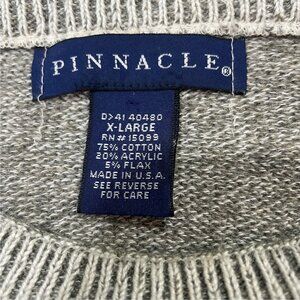 PINNACLE®
D>41 40480
X-LARGE
RN #15099
75% COTTON
20% ACRYLIC
5% FLAX
MADE IN U.S.A.
SEE REVERSE
FOR CARE